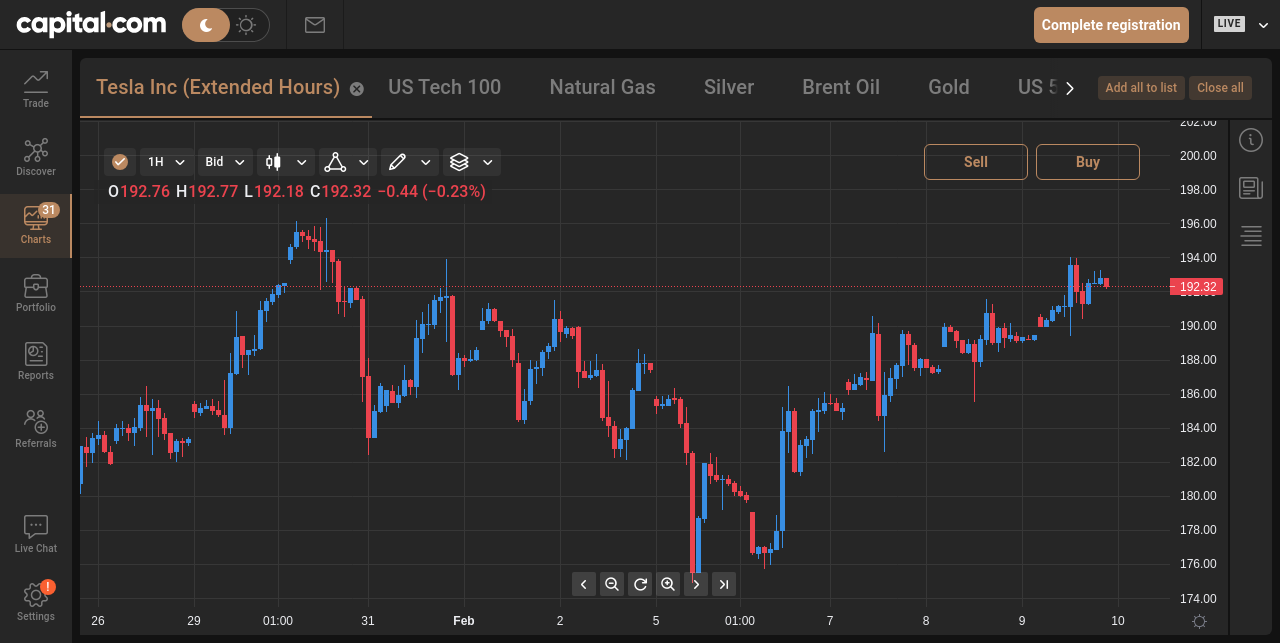 capital.com
Complete registration
LIVE
Trade
Discover
31
Charts
Portfolio
Reports
Referrals
Live Chat
!
Settings
Tesla Inc (Extended Hours)
US Tech 100
Natural Gas
Silver
Brent Oil
Gold
US 5
Add all to list
Close all
1H
Bid
Sell
Buy
O192.76 H192.77 L192.18 C192.32 −0.44 (−0.23%)
202.00
200.00
198.00
196.00
194.00
192.32
192.00
190.00
188.00
186.00
184.00
182.00
180.00
178.00
176.00
174.00
26 29 01:00 31 Feb 2 5 01:00 7 8 9 10